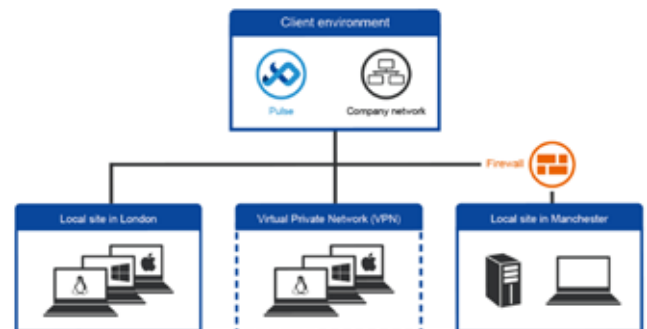 Client environment
Pulse
Company network
Firewall
Local site in London
Virtual Private Network (VPN)
Local site in Manchester